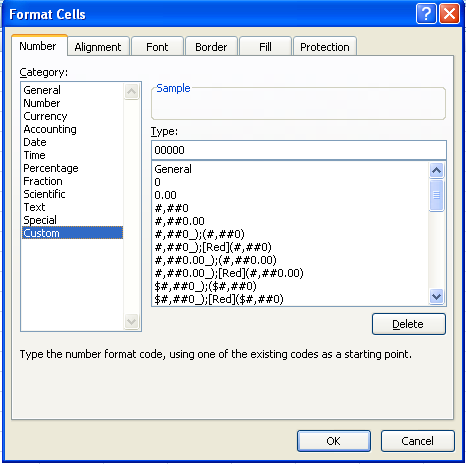 Format Cells
Number
Alignment
Font
Border
Fill
Protection
Category:
General
Number
Currency
Accounting
Date
Time
Percentage
Fraction
Scientific
Text
Special
Custom
Sample
Type:
00000
General
0
0.00
#,##0
#,##0.00
#,##0_);(#,##0)
#,##0_);[Red](#,##0)
#,##0.00_);(#,##0.00)
#,##0.00_);[Red](#,##0.00)
$#,##0_);($#,##0)
$#,##0_);[Red]($#,##0)
Delete
Type the number format code, using one of the existing codes as a starting point.
OK
Cancel